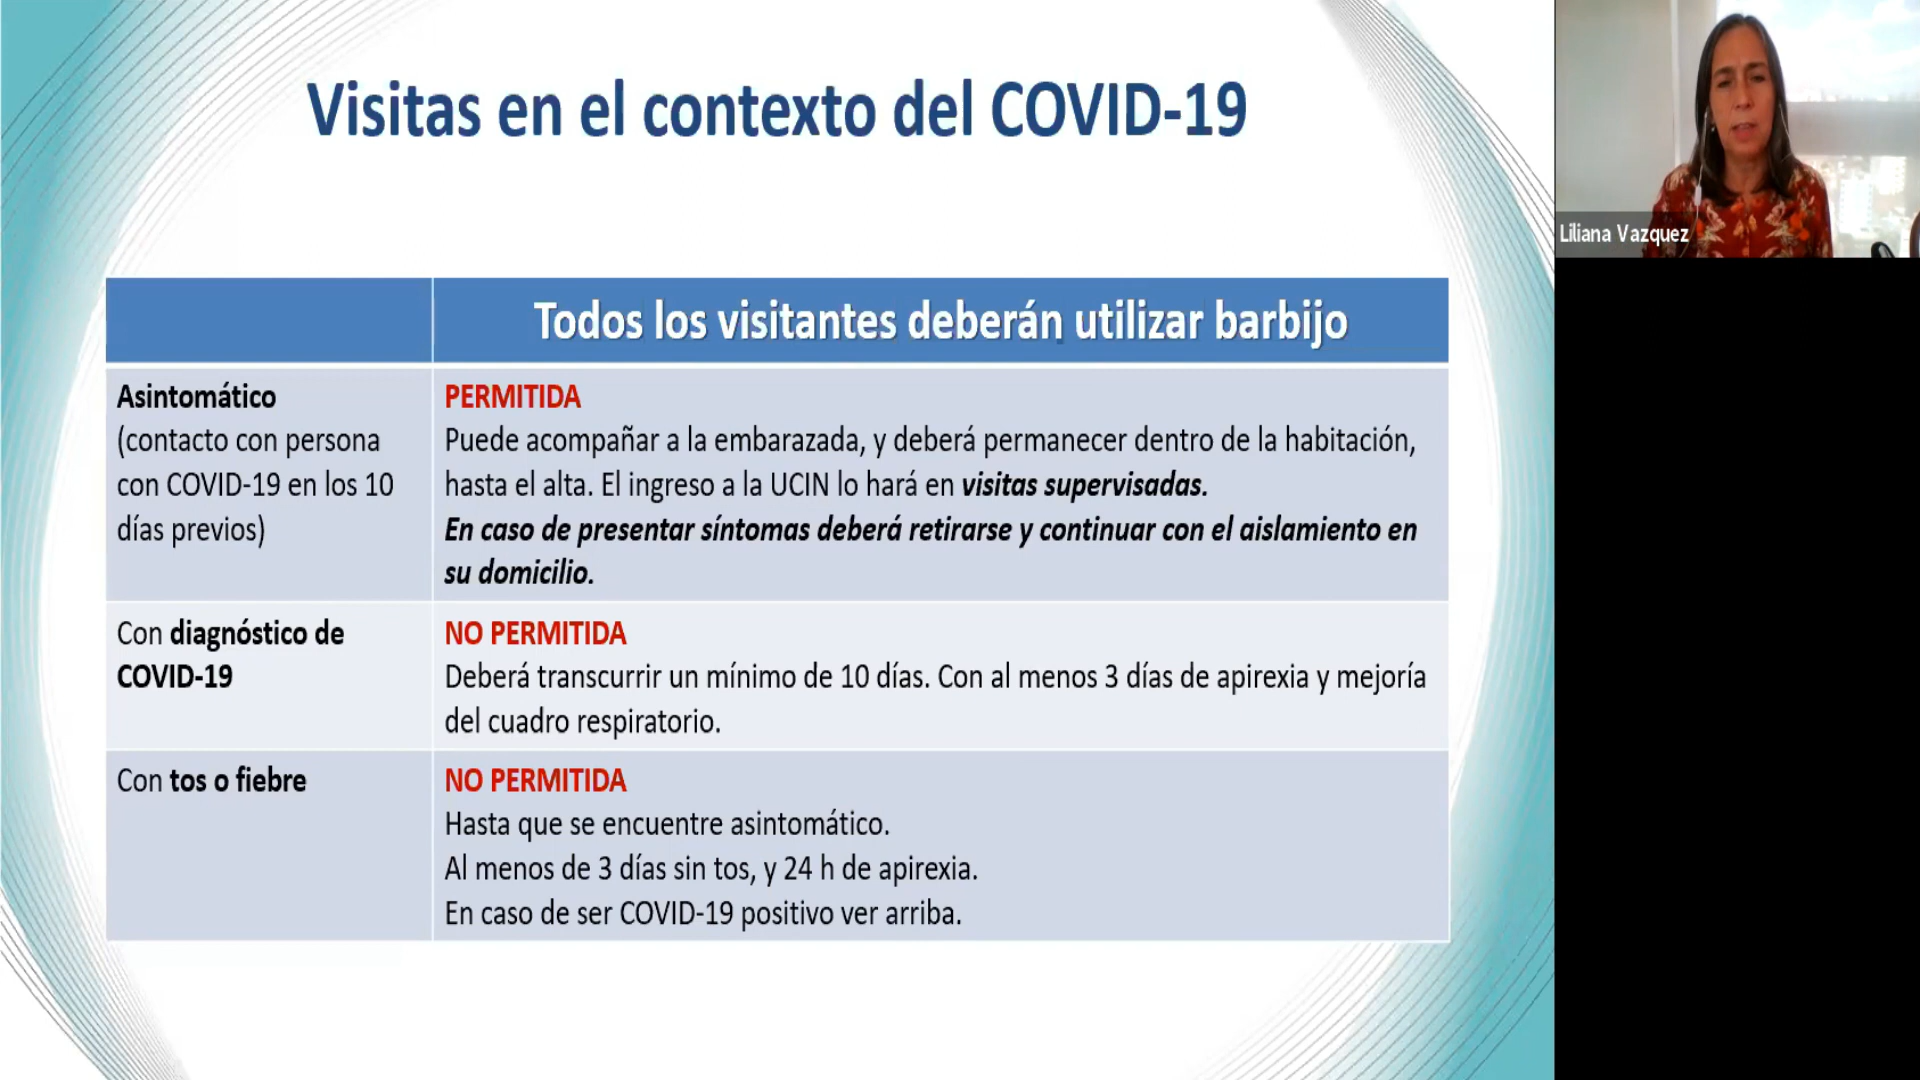 Visitas en el contexto del COVID-19
Liliana Vazquez
Todos los visitantes deberán utilizar barbijo
Asintomático
(contacto con persona
con COVID-19 en los 10
días previos)
PERMITIDA
Puede acompañar a la embarazada, y deberá permanecer dentro de la habitación,
hasta el alta. El ingreso a la UCIN lo hará en visitas supervisadas.
En caso de presentar síntomas deberá retirarse y continuar con el aislamiento en
su domicilio.
Con diagnóstico de
COVID-19
NO PERMITIDA
Deberá transcurrir un mínimo de 10 días. Con al menos 3 días de apirexia y mejoría
del cuadro respiratorio.
Con tos o fiebre
NO PERMITIDA
Hasta que se encuentre asintomático.
Al menos de 3 días sin tos, y 24 h de apirexia.
En caso de ser COVID-19 positivo ver arriba.